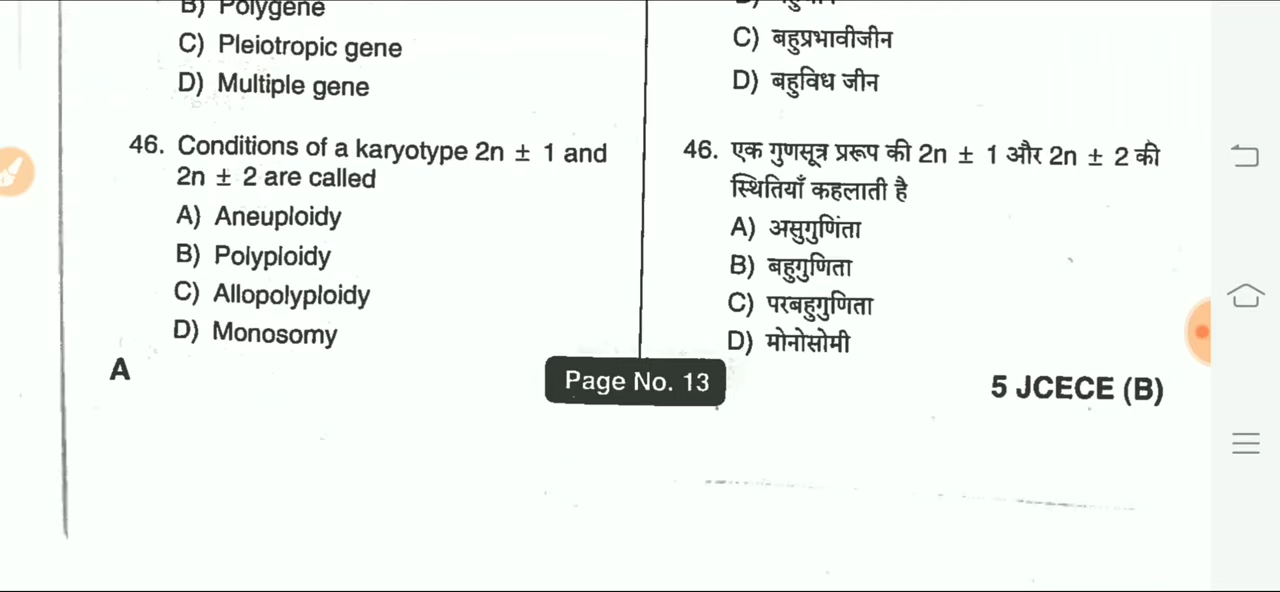 B) Polygene
C) Pleiotropic gene
D) Multiple gene
46. Conditions of a karyotype 2n ± 1 and
2n ± 2 are called
A) Aneuploidy
B) Polyploidy
C) Allopolyploidy
D) Monosomy
A
C) बहुप्रभावीजीन
D) बहुविध जीन
46. एक गुणसूत्र प्ररूप की 2n ± 1 और 2n ± 2 की
स्थितियाँ कहलाती है
A) असुगुणिंता
B) बहुगुणिता
C) परबहुगुणिता
D) मोनोसोमी
Page No. 13
5 JCECE (B)